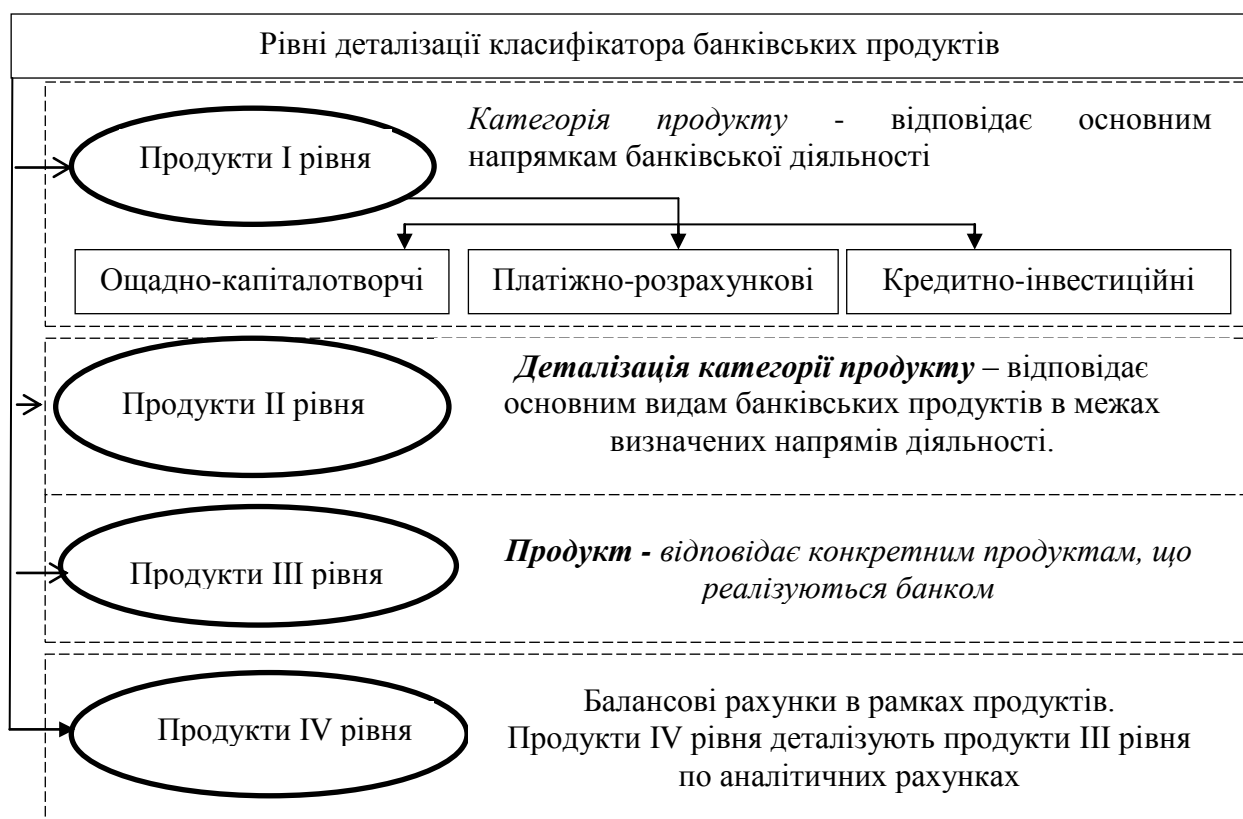 Рівні деталізації класифікатора банківських продуктів
Продукти І рівня
Категорія продукту - відповідає основним
напрямкам банківської діяльності
Ощадно-капіталотворчі
Платіжно-розрахункові
Кредитно-інвестиційні
Продукти ІІ рівня
Деталізація категорії продукту – відповідає
основним видам банківських продуктів в межах
визначених напрямів діяльності.
Продукти ІІІ рівня
Продукт - відповідає конкретним продуктам, що
реалізуються банком
Продукти IV рівня
Балансові рахунки в рамках продуктів.
Продукти IV рівня деталізують продукти ІІІ рівня
по аналітичних рахунках